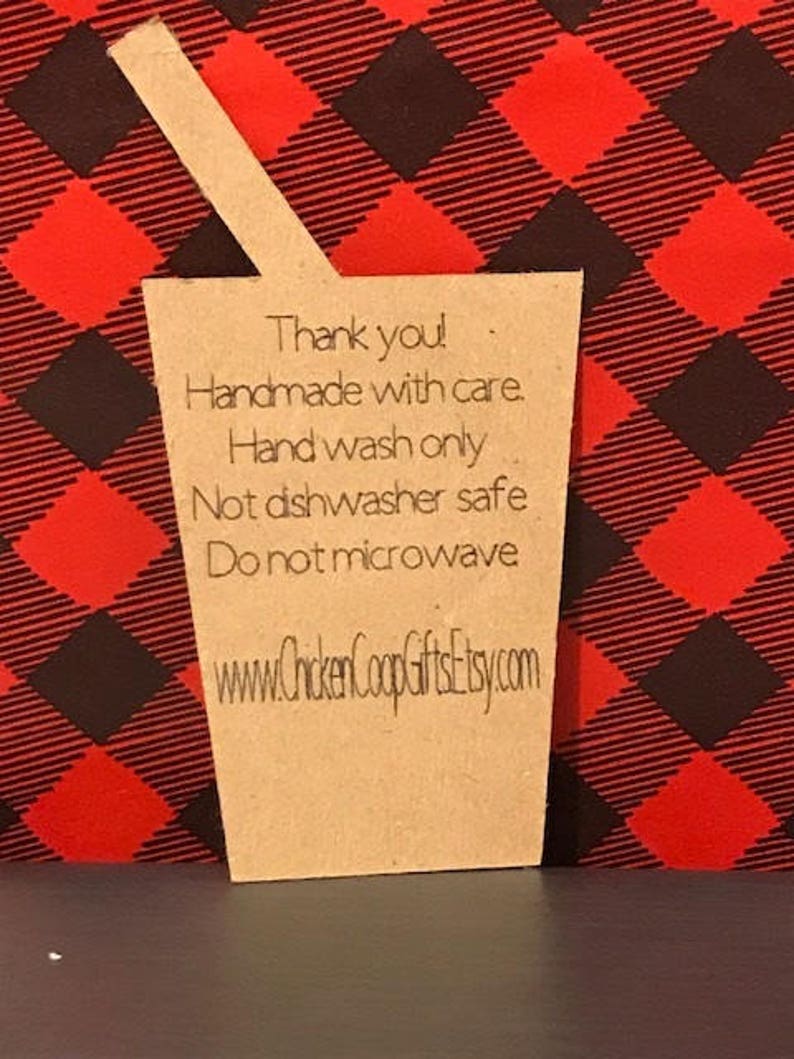 Thank you!
Handmade with care.
Hand wash only
Not dishwasher safe
Do not microwave.
www.ChickenCoopGiftsEtsy.com